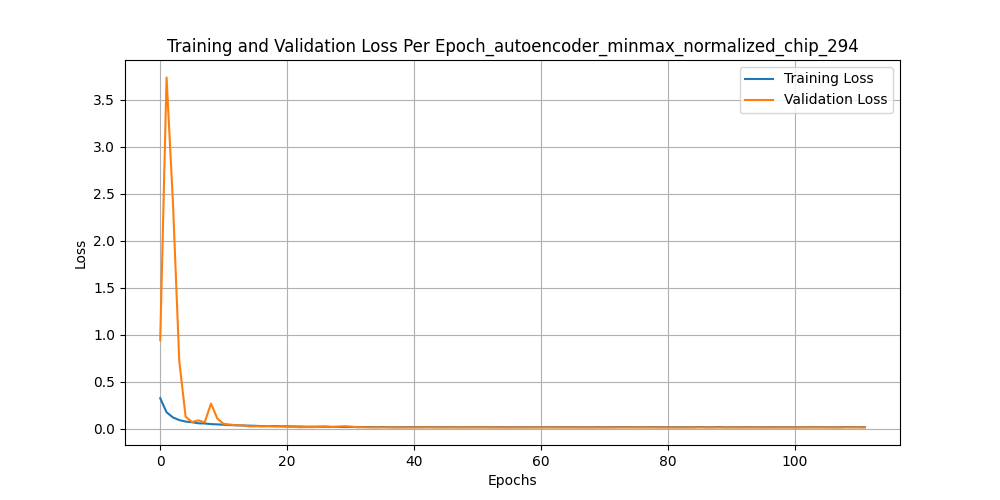 Training and Validation Loss Per Epoch_autoencoder_minmax_normalized_chip_294
Training Loss
Validation Loss
Loss
3.5
3.0
2.5
2.0
1.5
1.0
0.5
0.0
0 20 40 60 80 100
Epochs